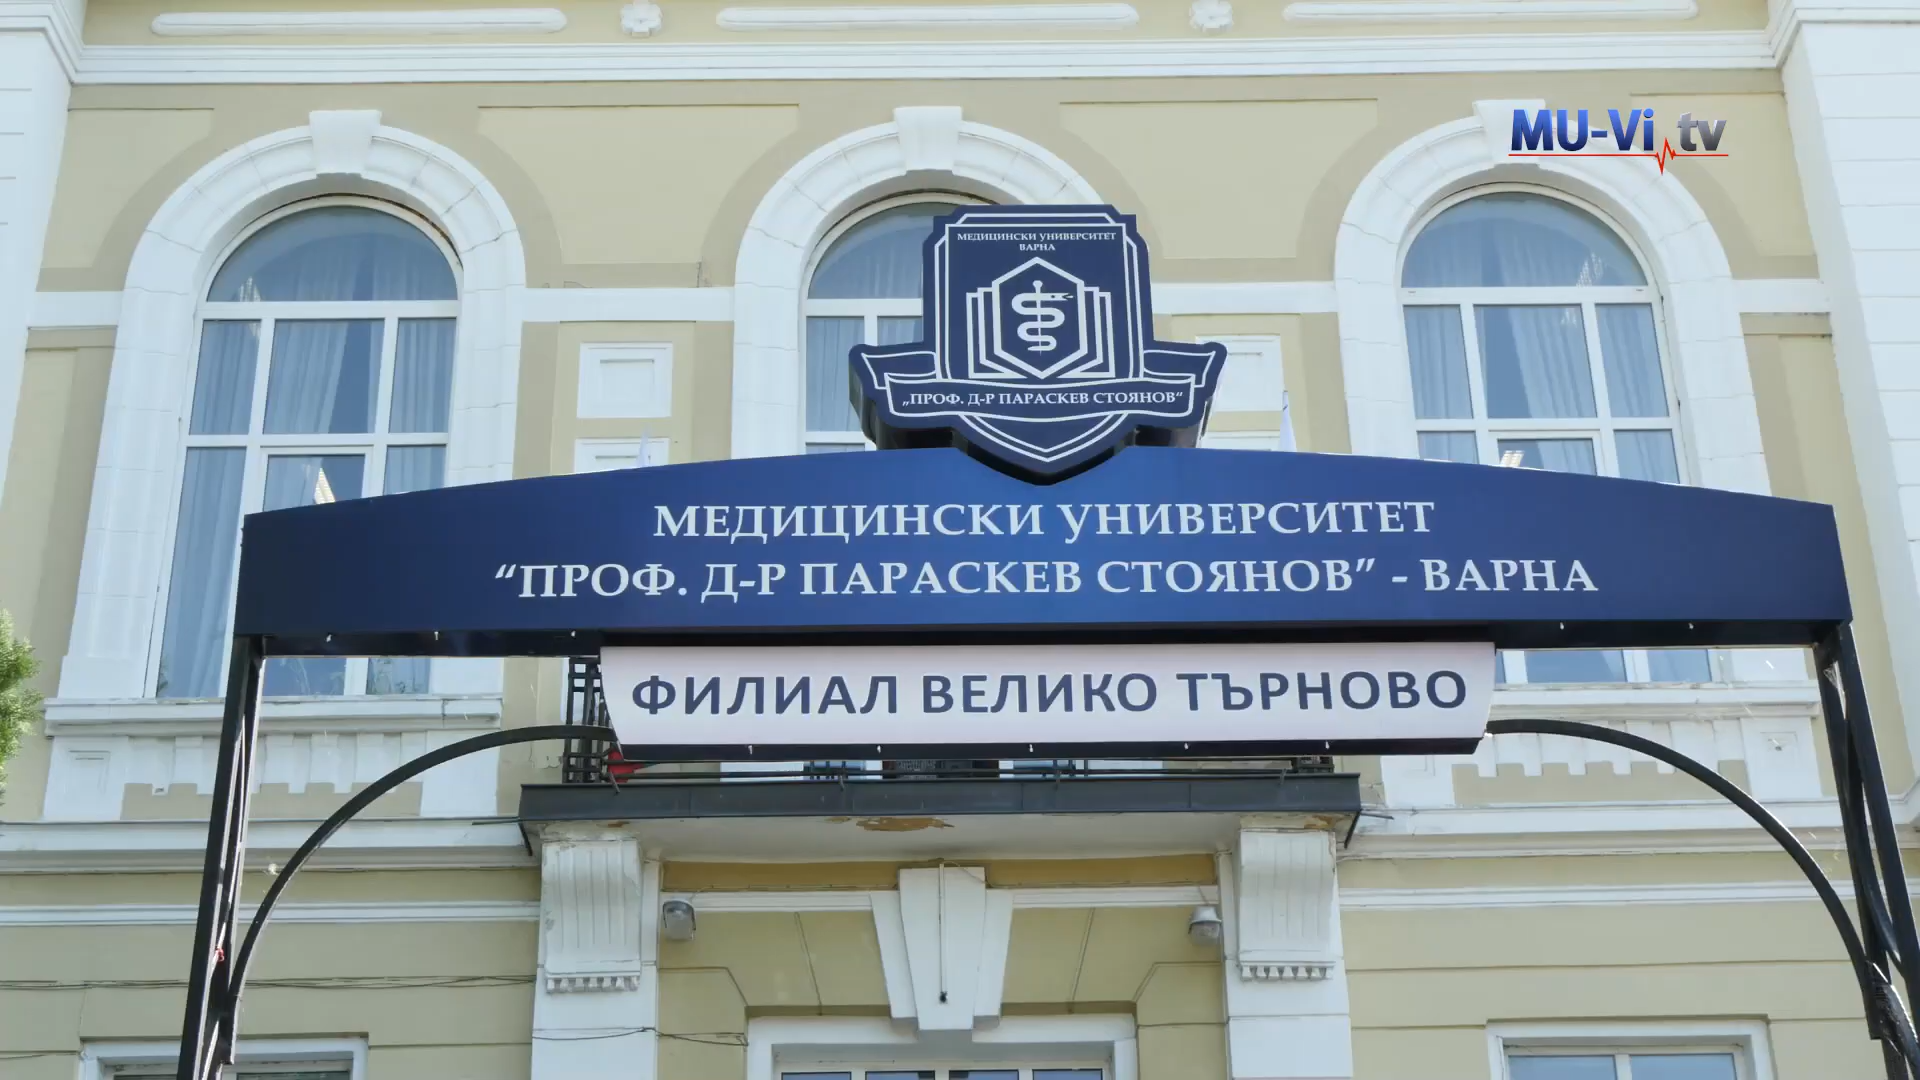 MU-Vi.tv
МЕДИЦИНСКИ УНИВЕРСИТЕТ
ВАРНА
„ПРОФ. Д-Р ПАРАСКЕВ СТОЯНОВ“
МЕДИЦИНСКИ УНИВЕРСИТЕТ
“ПРОФ. Д-Р ПАРАСКЕВ СТОЯНОВ” - ВАРНА
ФИЛИАЛ ВЕЛИКО ТЪРНОВО